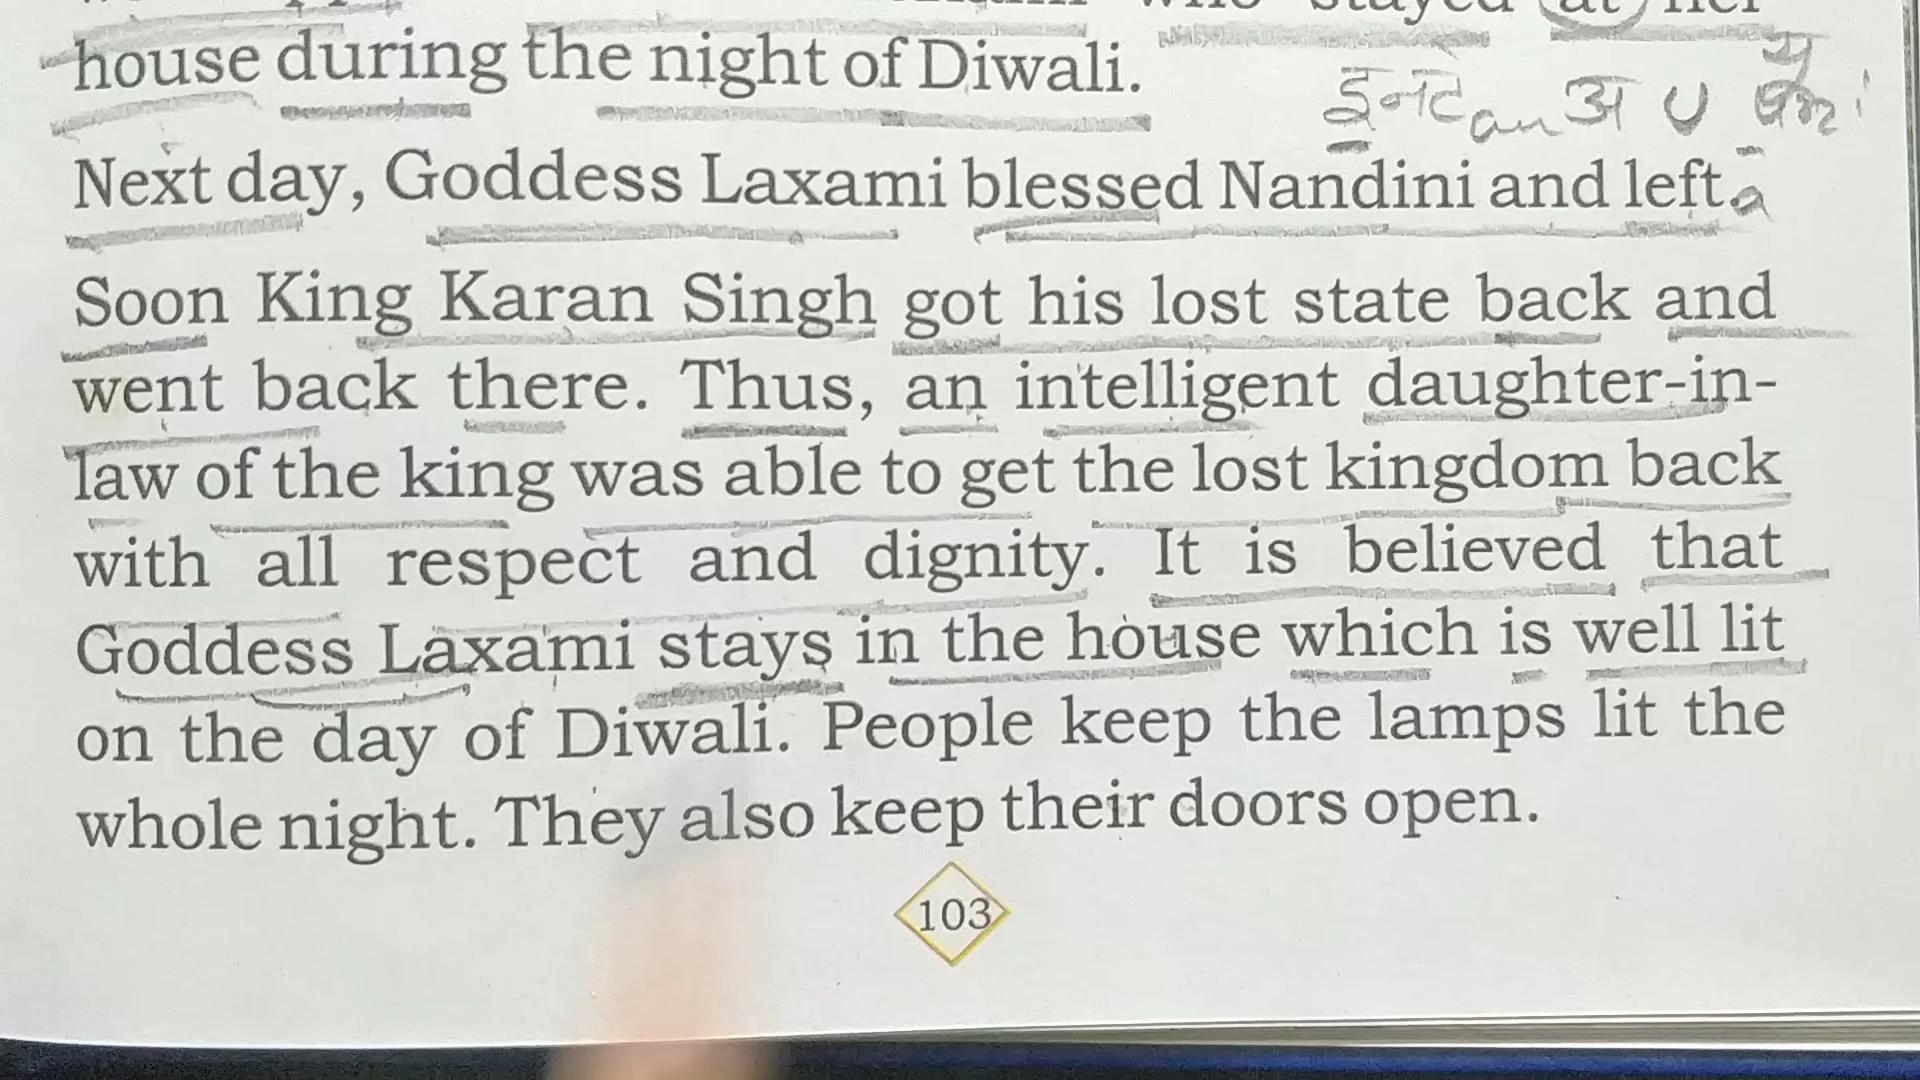 stayed at her
house during the night of Diwali.
Next day, Goddess Laxami blessed Nandini and left.
Soon King Karan Singh got his lost state back and
went back there. Thus, an intelligent daughter-in-
law of the king was able to get the lost kingdom back
with all respect and dignity. It is believed that
Goddess Laxami stays in the house which is well lit
on the day of Diwali. People keep the lamps lit the
whole night. They also keep their doors open.
103